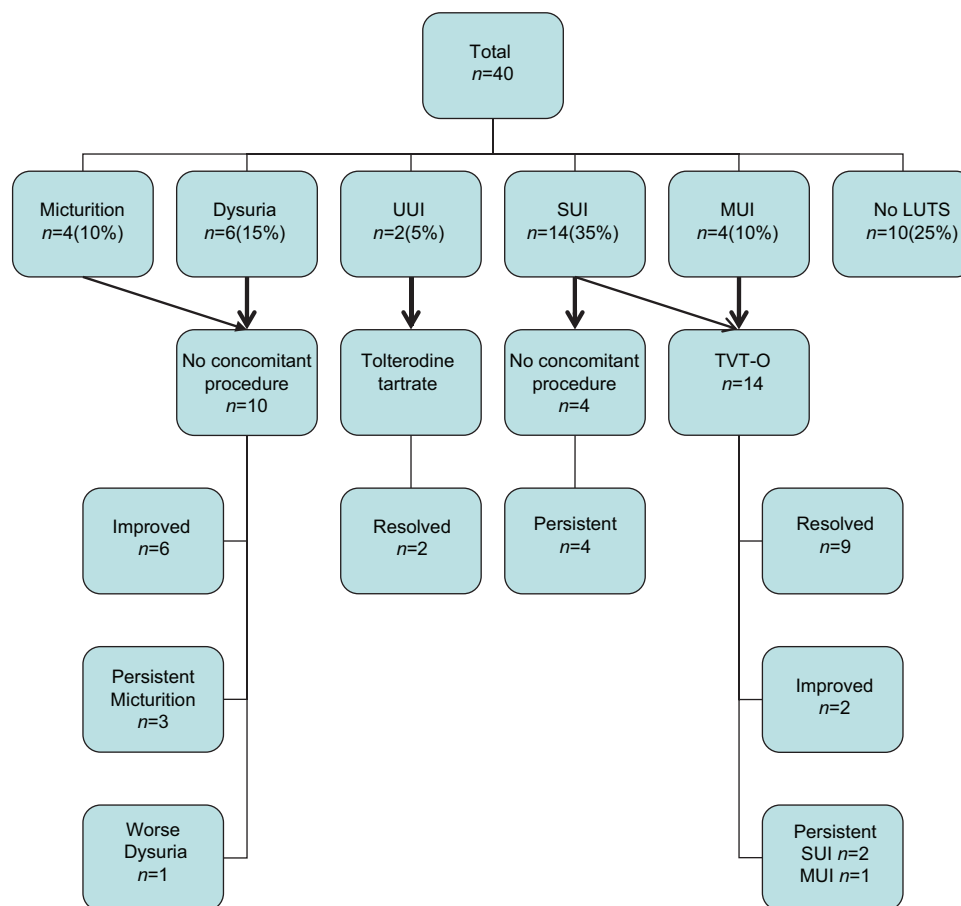 Total
n=40
Micturition
n=4(10%)
Dysuria
n=6(15%)
UUI
n=2(5%)
SUI
n=14(35%)
MUI
n=4(10%)
No LUTS
n=10(25%)
No concomitant
procedure
n=10
Tolterodine
tartrate
No concomitant
procedure
n=4
TVT-O
n=14
Improved
n=6
Resolved
n=2
Persistent
n=4
Resolved
n=9
Persistent
Micturition
n=3
Improved
n=2
Worse
Dysuria
n=1
Persistent
SUI n=2
MUI n=1